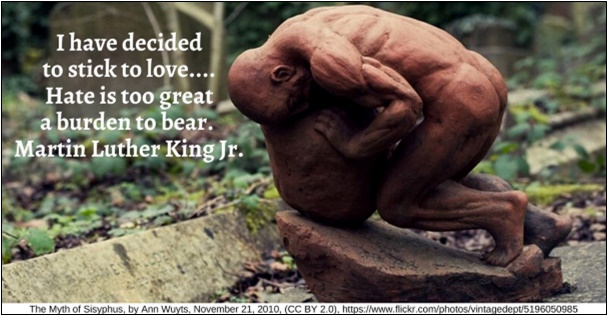 I have decided
to stick to love....
Hate is too great
a burden to bear.
Martin Luther King Jr.
The Myth of Sisyphus, by Ann Wuyts, November 21, 2010, (CC BY 2.0), https://www.flickr.com/photos/vintagedept/5196050985